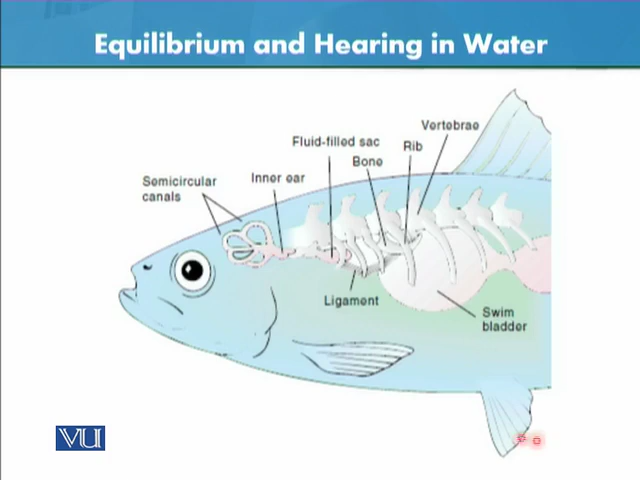 Equilibrium and Hearing in Water
Vertebrae
Fluid-filled sac
Rib
Bone
Semicircular
canals
Inner ear
Ligament
Swim
bladder
VU